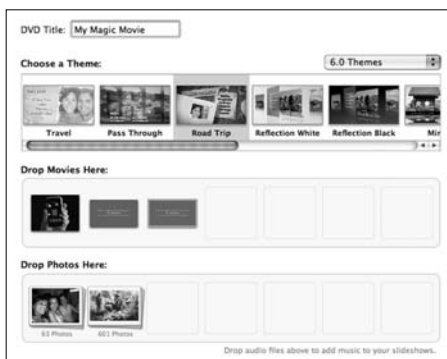 DVD Title: My Magic Movie
Choose a Theme: 6.0 Themes
Travel Pass Through Road Trip Reflection White Reflection Black Mir
Drop Movies Here:
Drop Photos Here:
63 Photos 601 Photos
Drop audio files above to add music to your slideshows.